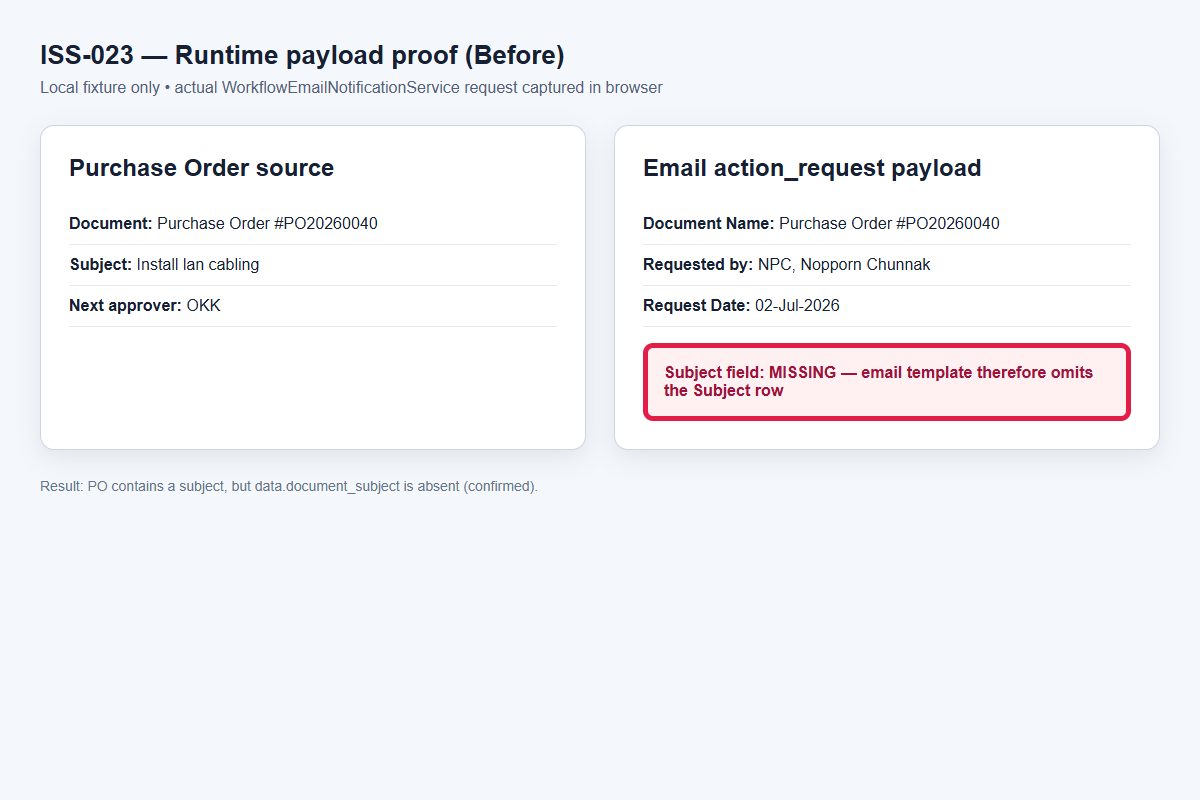 ISS-023 — Runtime payload proof (Before)
Local fixture only • actual WorkflowEmailNotificationService request captured in browser
Purchase Order source
Document: Purchase Order #PO20260040
Subject: Install lan cabling
Next approver: OKK
Email action_request payload
Document Name: Purchase Order #PO20260040
Requested by: NPC, Nopporn Chunnak
Request Date: 02-Jul-2026
Subject field: MISSING — email template therefore omits
the Subject row
Result: PO contains a subject, but data.document_subject is absent (confirmed).